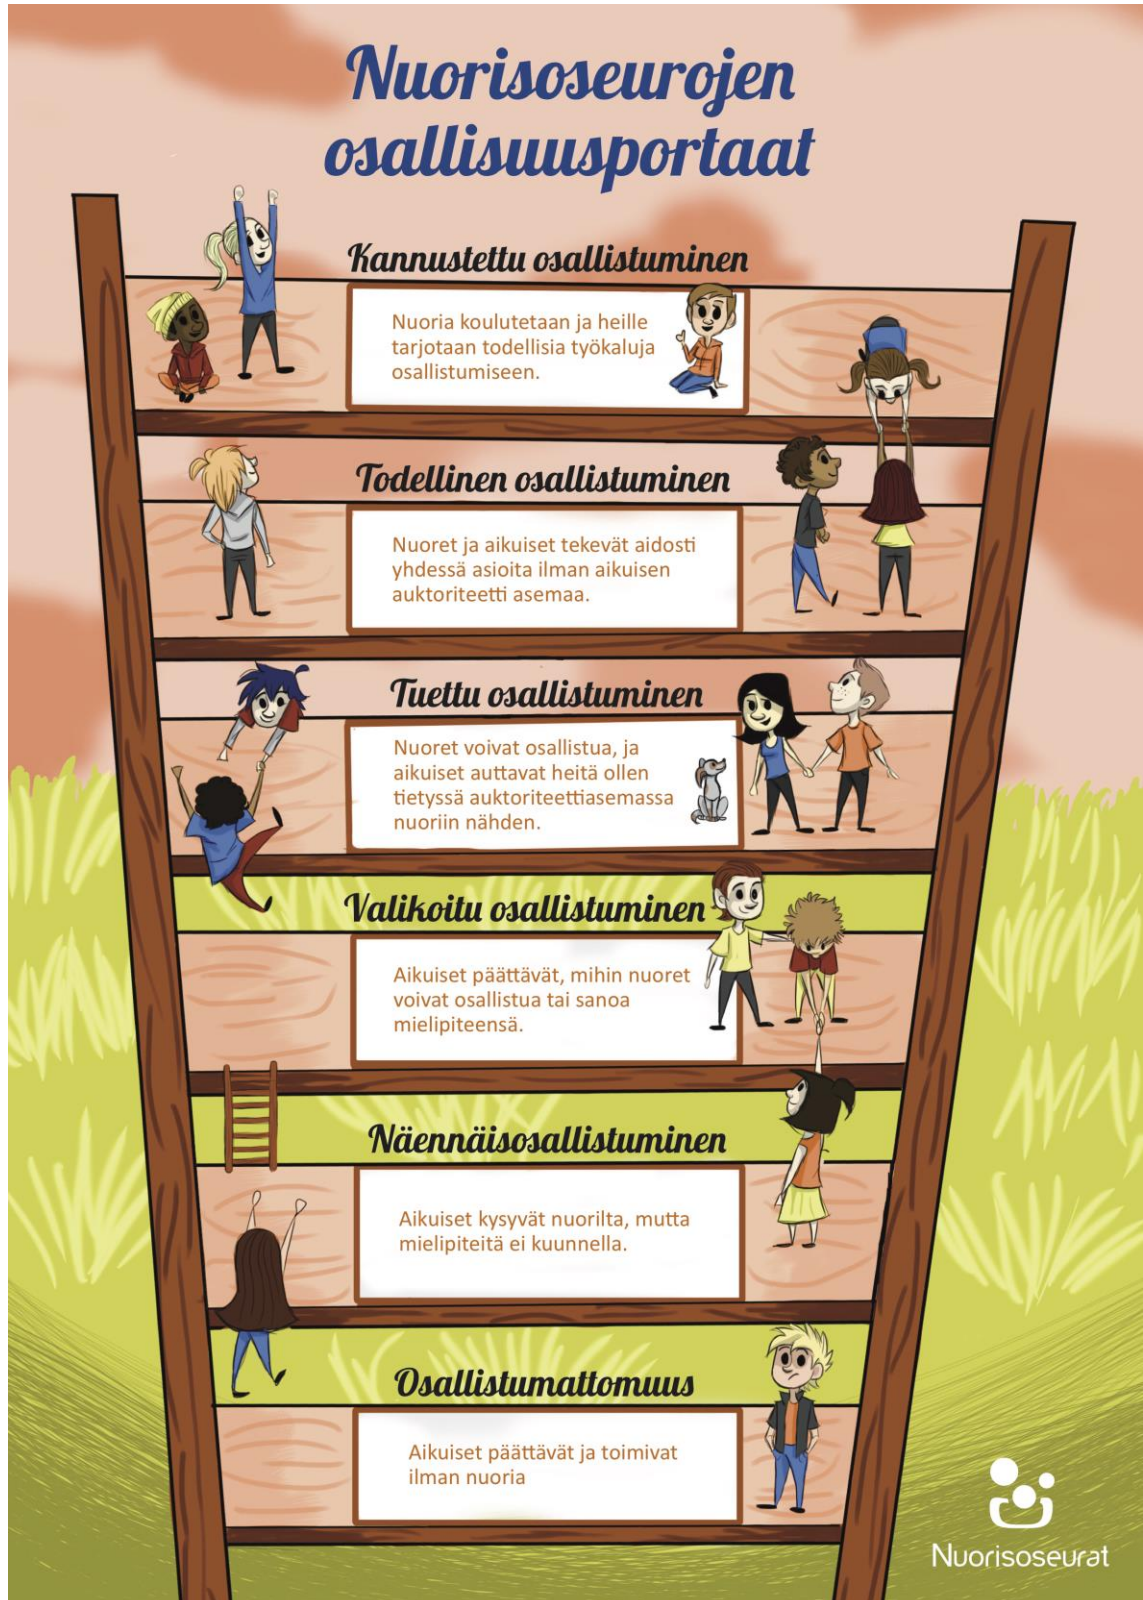 Nuorisoseurojen
osallisuusportaat
Kannustettu osallistuminen
Nuoria koulutetaan ja heille
tarjotaan todellisia työkaluja
osallistumiseen.
Todellinen osallistuminen
Nuoret ja aikuiset tekevät aidosti
yhdessä asioita ilman aikuisen
auktoriteetti asemaa.
Tuettu osallistuminen
Nuoret voivat osallistua, ja
aikuiset auttavat heitä ollen
tietyssä auktoriteettiasemassa
nuoriin nähden.
Valikoitu osallistuminen
Aikuiset päättävät, mihin nuoret
voivat osallistua tai sanoa
mielipiteensä.
Näennäisosallistuminen
Aikuiset kysyvät nuorilta, mutta
mielipiteitä ei kuunnella.
Osallistumattomuus
Aikuiset päättävät ja toimivat
ilman nuoria
Nuorisoseurat